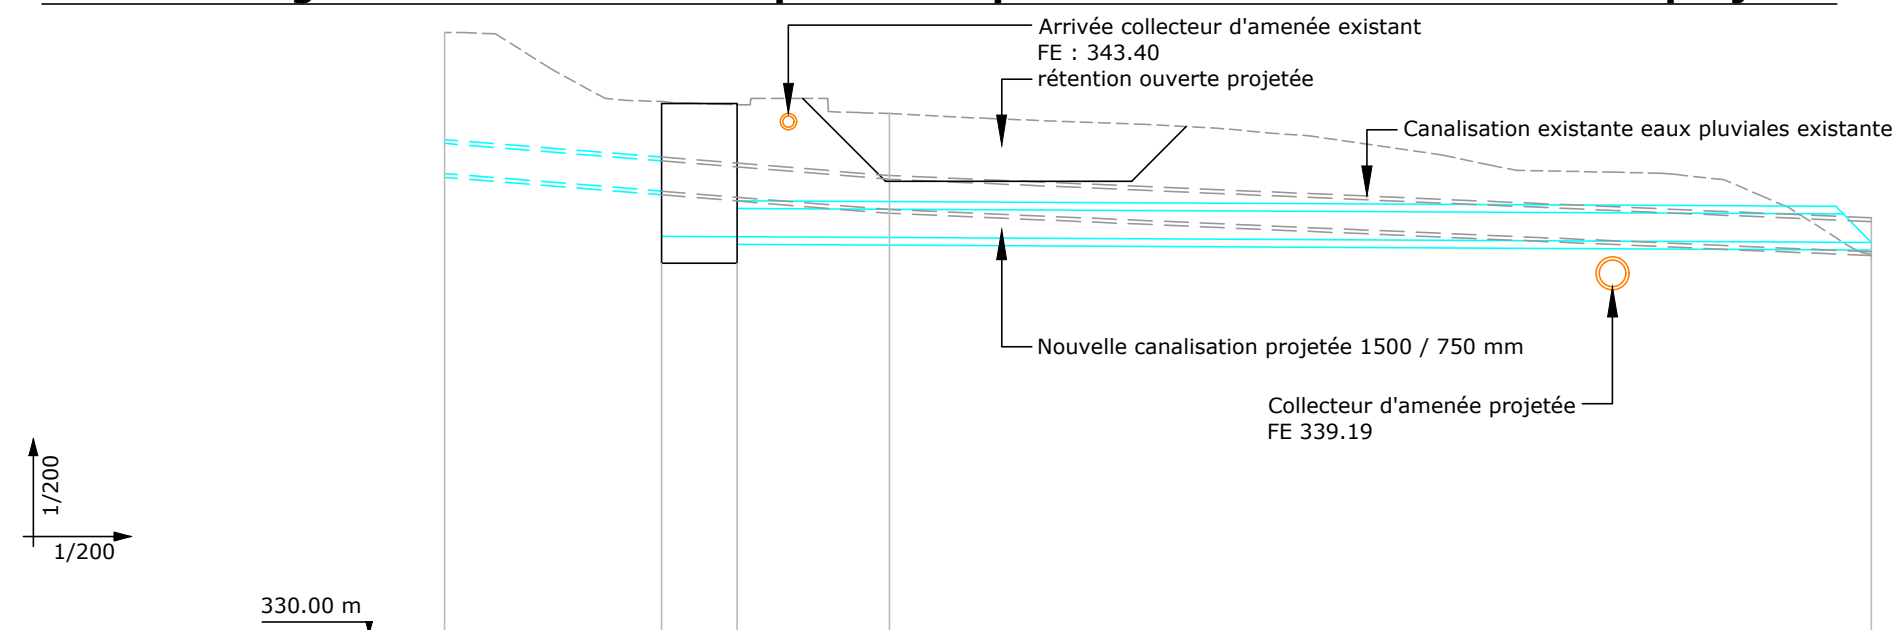 Arrivée collecteur d'amenée existant
FE : 343.40
rétention ouverte projetée
Canalisation existante eaux pluviales existante
Nouvelle canalisation projetée 1500 / 750 mm
Collecteur d'amenée projetée
FE 339.19
1/200
1/200
330.00 m